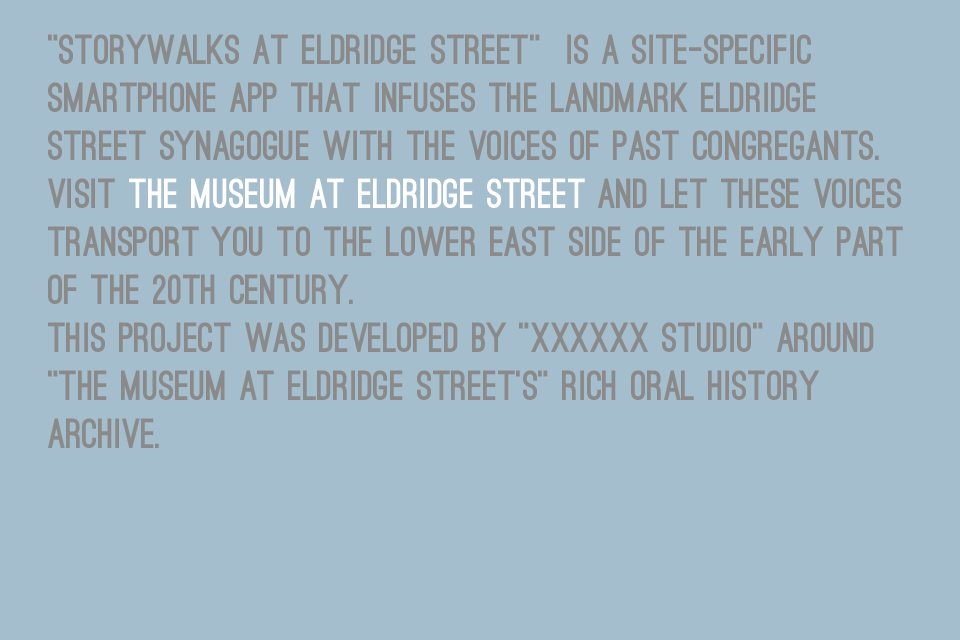 "STORYWALKS AT ELDRIDGE STREET"  IS A SITE-SPECIFIC
SMARTPHONE APP THAT INFUSES THE LANDMARK ELDRIDGE
STREET SYNAGOGUE WITH THE VOICES OF PAST CONGREGANTS.
VISIT THE MUSEUM AT ELDRIDGE STREET AND LET THESE VOICES
TRANSPORT YOU TO THE LOWER EAST SIDE OF THE EARLY PART
OF THE 20TH CENTURY.
THIS PROJECT WAS DEVELOPED BY "XXXXXX STUDIO" AROUND
"THE MUSEUM AT ELDRIDGE STREET'S" RICH ORAL HISTORY
ARCHIVE.